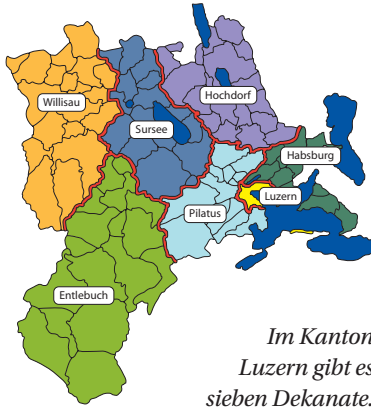 Willisau
Hochdorf
Sursee
Habsburg
Luzern
Pilatus
Entlebuch
Im Kanton
Luzern gibt es
sieben Dekanate.